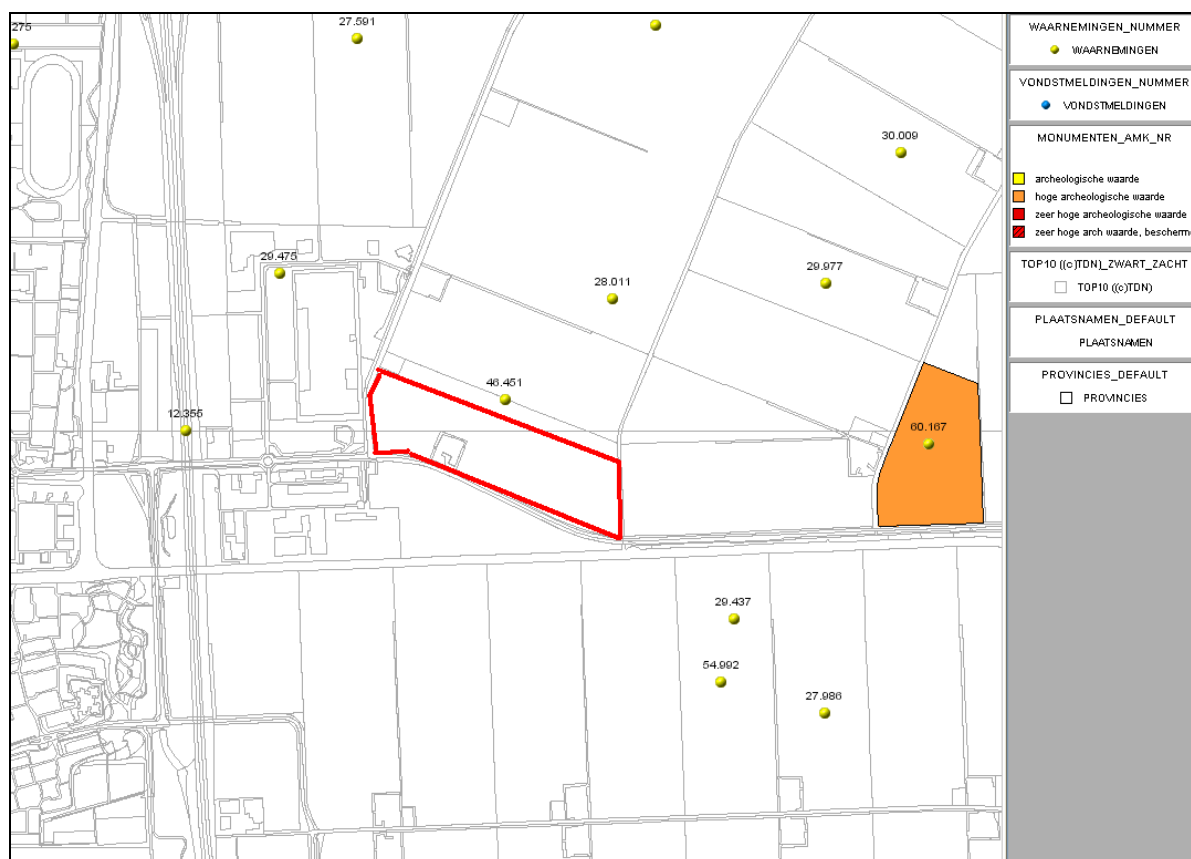 275
27.591
30.009
29.475
28.011
29.977
46.451
12.355
60.167
29.437
54.992
27.986
WAARNEMINGEN_NUMMER
WAARNEMINGEN
VONDSTMELDINGEN_NUMMER
VONDSTMELDINGEN
MONUMENTEN_AMK_NR
archeologische waarde
hoge archeologische waarde
zeer hoge archeologische waarde
zeer hoge arch waarde, bescherm
TOP10 ((c)TDN)_ZWART_ZACHT
TOP10 ((c)TDN)
PLAATSNAMEN_DEFAULT
PLAATSNAMEN
PROVINCIES_DEFAULT
PROVINCIES